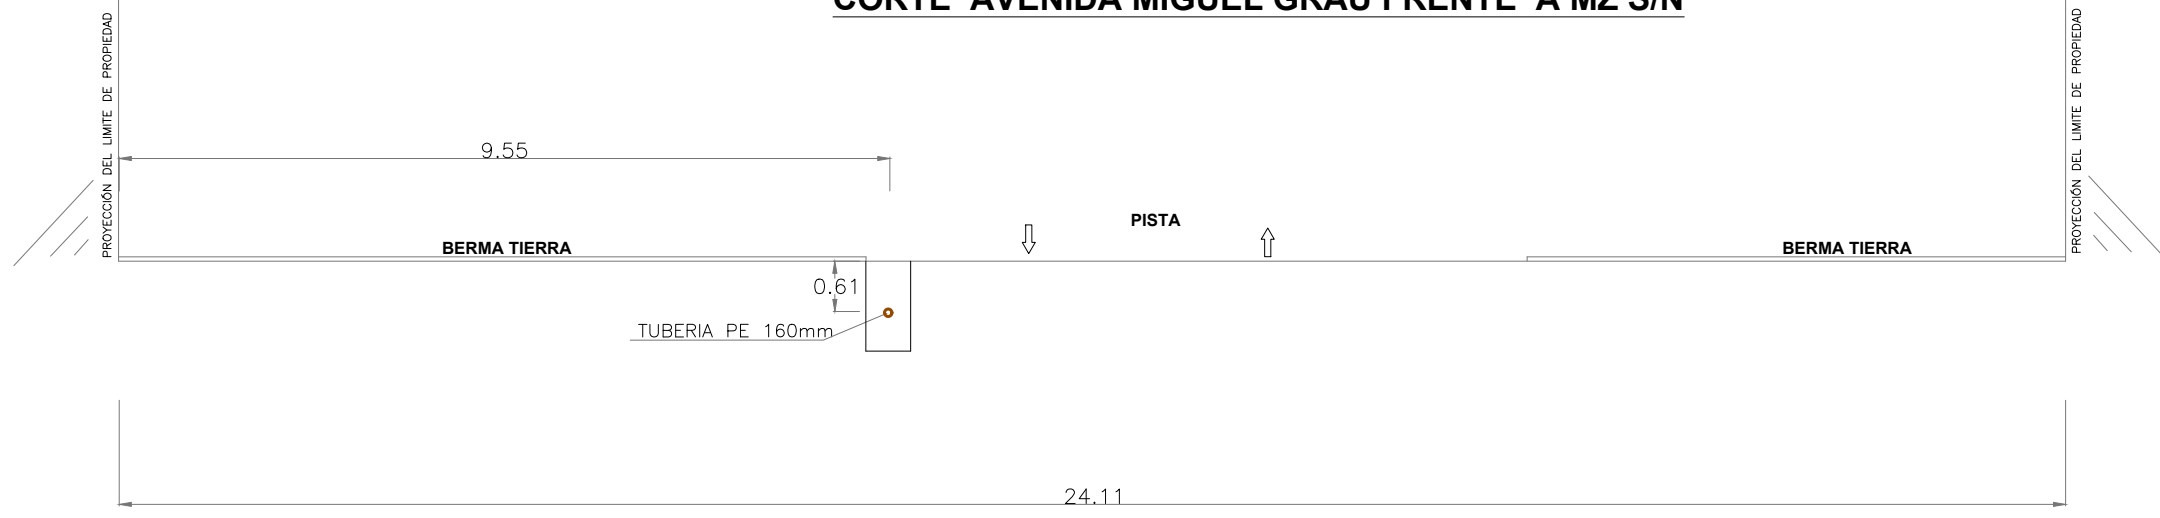 CORTE AVENIDA MIGUEL GRAU FRENTE A MZ S/N
PROYECCIÓN DEL LIMITE DE PROPIEDAD
PROYECCIÓN DEL LIMITE DE PROPIEDAD
9.55
PISTA
BERMA TIERRA
BERMA TIERRA
0.61
TUBERIA PE 160mm
24.11